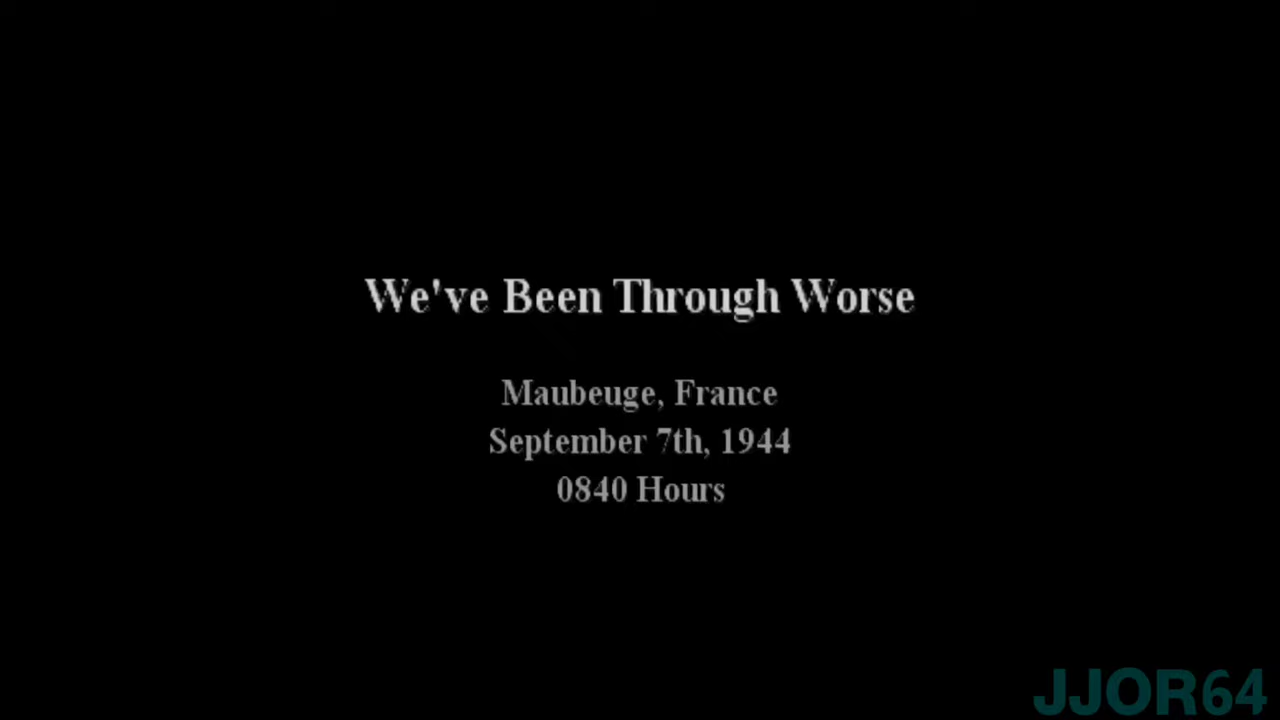 We've Been Through Worse
Maubeuge, France
September 7th, 1944
0840 Hours
JJOR64